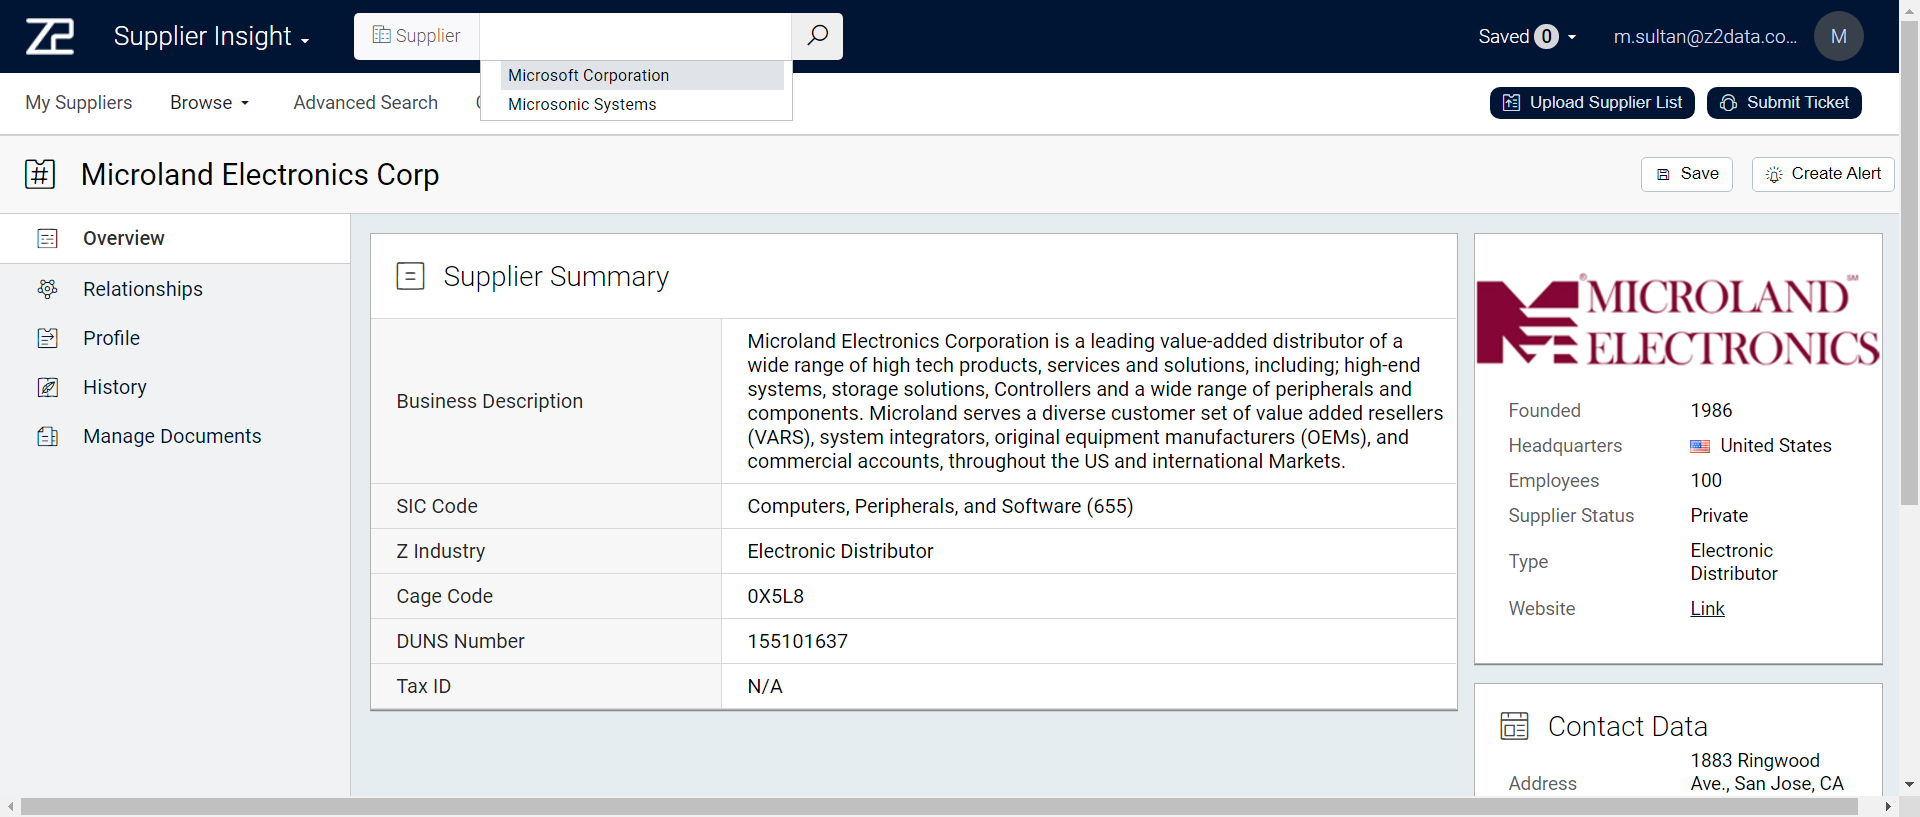 Z2
Supplier Insight
Supplier
Saved 0
m.sultan@z2data.co...
M
Microsoft Corporation
Microsonic Systems
My Suppliers
Browse
Advanced Search
Upload Supplier List
Submit Ticket
# Microland Electronics Corp
Save
Create Alert
Overview
Relationships
Profile
History
Manage Documents
Supplier Summary
Business Description
Microland Electronics Corporation is a leading value-added distributor of a
wide range of high tech products, services and solutions, including; high-end
systems, storage solutions, Controllers and a wide range of peripherals and
components. Microland serves a diverse customer set of value added resellers
(VARS), system integrators, original equipment manufacturers (OEMs), and
commercial accounts, throughout the US and international Markets.
SIC Code
Computers, Peripherals, and Software (655)
Z Industry
Electronic Distributor
Cage Code
0X5L8
DUNS Number
155101637
Tax ID
N/A
® MICROLAND SM
ELECTRONICS
Founded
1986
Headquarters
United States
Employees
100
Supplier Status
Private
Type
Electronic
Distributor
Website
Link
Contact Data
Address
1883 Ringwood
Ave., San Jose, CA